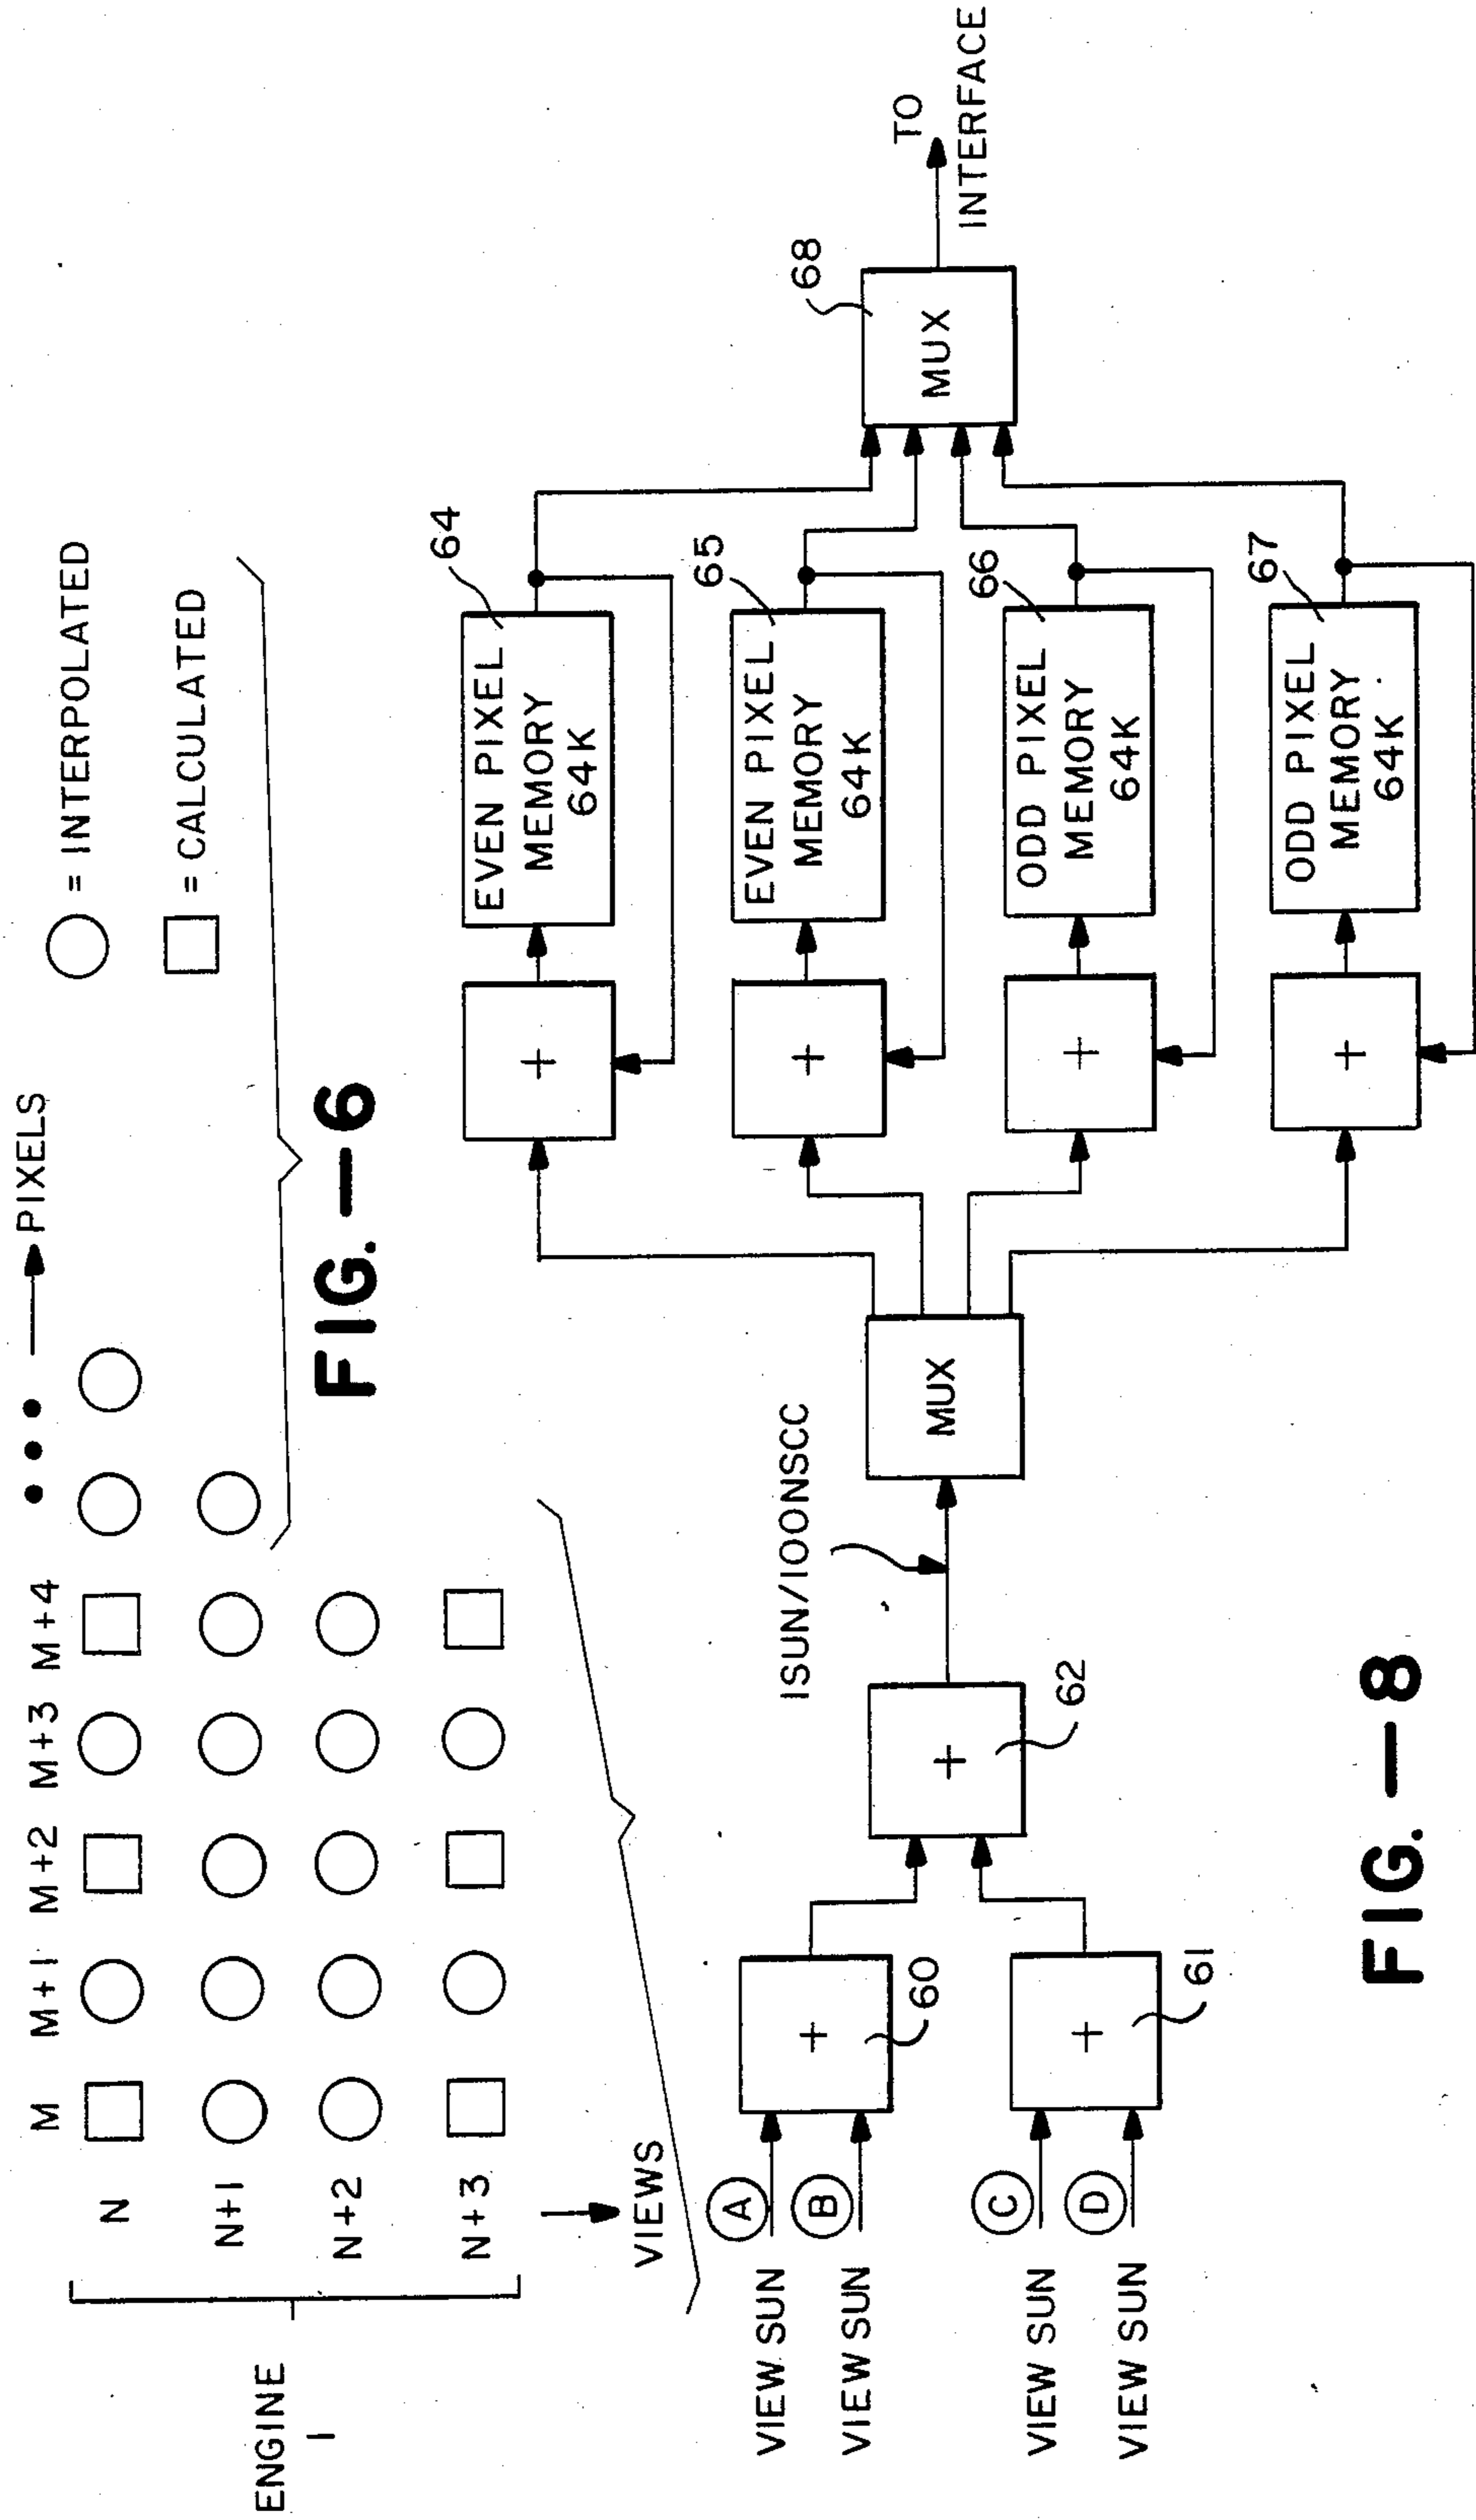 → PIXELS
M M+1 M+2 M+3 M+4 •••
N
N+1
N+2
N+3
ENGINE
1
VIEWS
○ = INTERPOLATED
□ = CALCULATED
FIG.—6
VIEW SUN A
VIEW SUN B
VIEW SUN C
VIEW SUN D
+
60
+
61
+
62
ISUN/100NSCC
MUX
+
+
+
+
EVEN PIXEL
MEMORY
64K
64
EVEN PIXEL
MEMORY
64K
65
ODD PIXEL
MEMORY
64K
66
ODD PIXEL
MEMORY
64K
67
MUX
68
TO
INTERFACE
FIG.—8